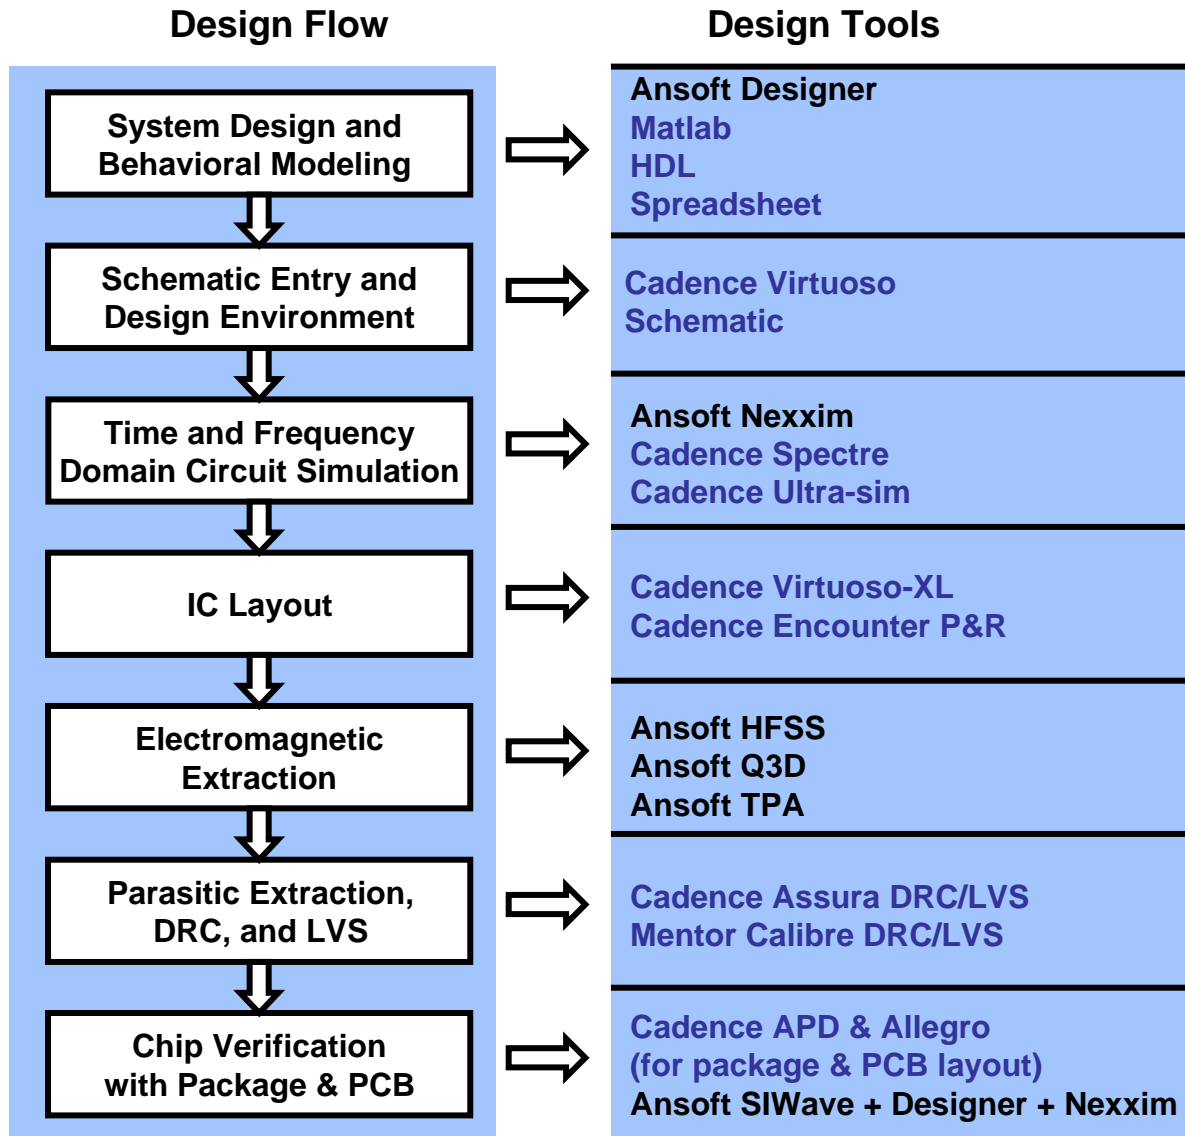 Design Flow
Design Tools
System Design and
Behavioral Modeling
Ansoft Designer
Matlab
HDL
Spreadsheet
Schematic Entry and
Design Environment
Cadence Virtuoso
Schematic
Time and Frequency
Domain Circuit Simulation
Ansoft Nexxim
Cadence Spectre
Cadence Ultra-sim
IC Layout
Cadence Virtuoso-XL
Cadence Encounter P&R
Electromagnetic
Extraction
Ansoft HFSS
Ansoft Q3D
Ansoft TPA
Parasitic Extraction,
DRC, and LVS
Cadence Assura DRC/LVS
Mentor Calibre DRC/LVS
Chip Verification
with Package & PCB
Cadence APD & Allegro
(for package & PCB layout)
Ansoft SIWave + Designer + Nexxim